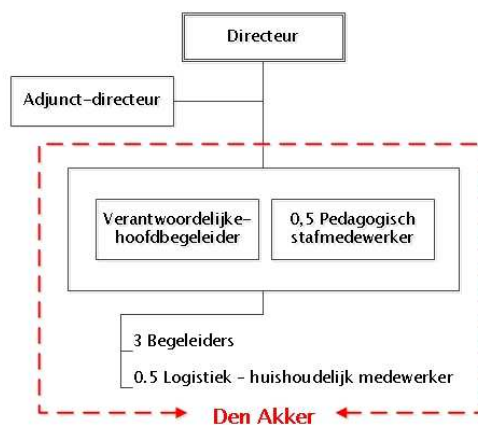 Directeur
Adjunct-directeur
Verantwoordelijke-
hoofdbegeleider
0,5 Pedagogisch
stafmedewerker
3 Begeleiders
0.5 Logistiek - huishoudelijk medewerker
Den Akker